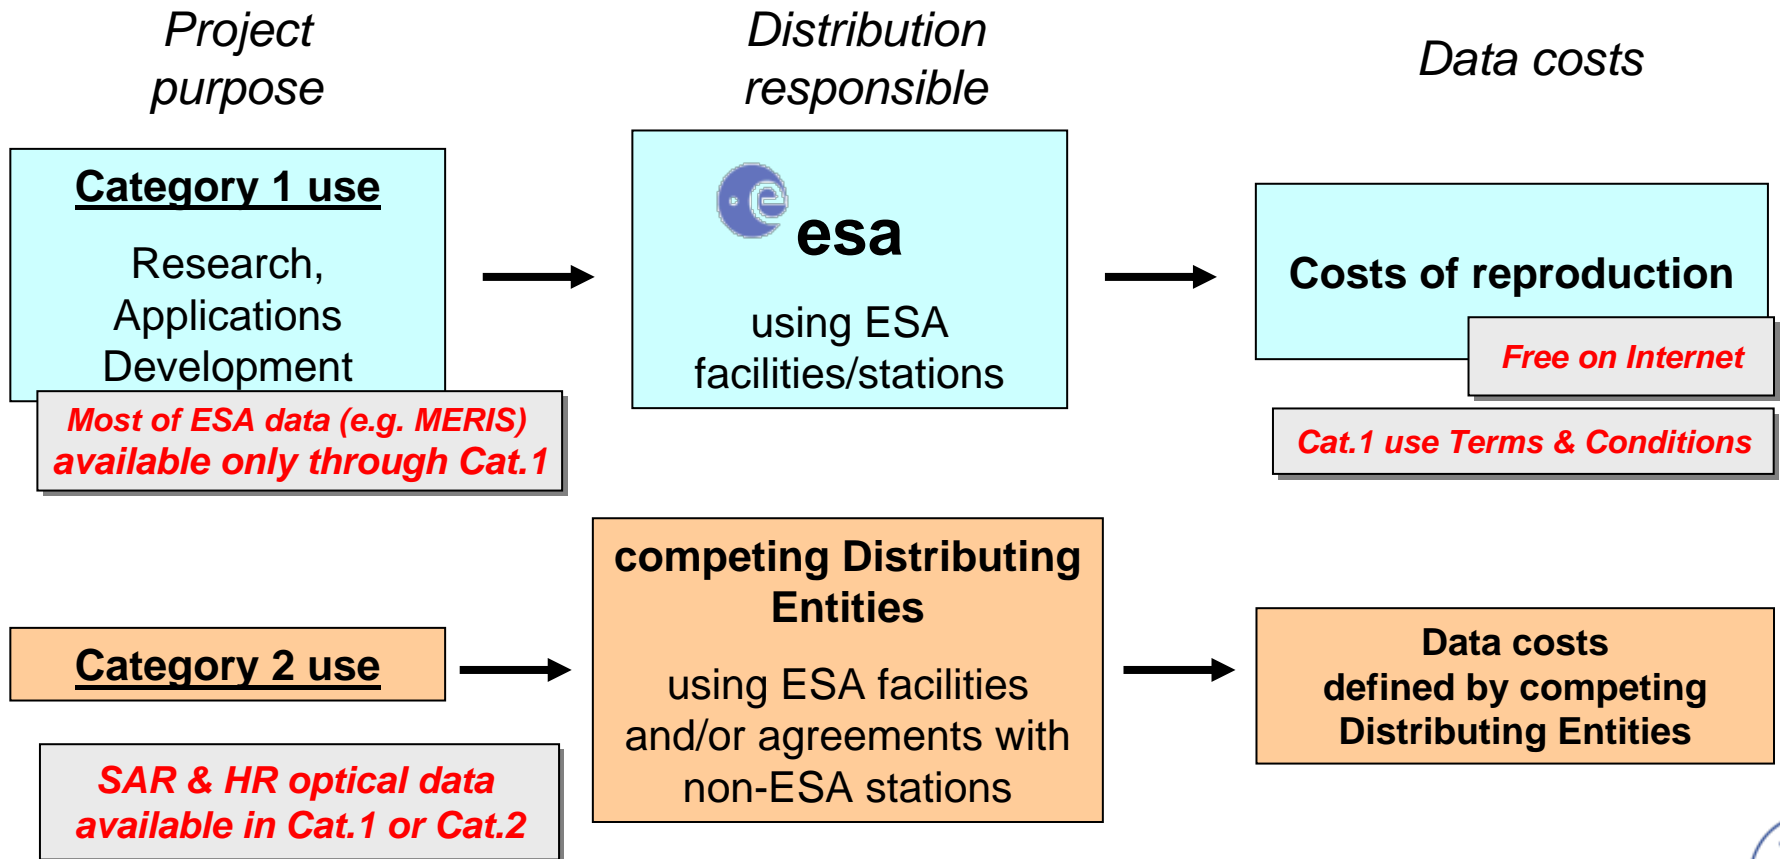 Project
purpose
Distribution
responsible
Data costs
Category 1 use
Research,
Applications
Development
Most of ESA data (e.g. MERIS)
available only through Cat.1
esa
using ESA
facilities/stations
Costs of reproduction
Free on Internet
Cat.1 use Terms & Conditions
Category 2 use
SAR & HR optical data
available in Cat.1 or Cat.2
competing Distributing
Entities
using ESA facilities
and/or agreements with
non-ESA stations
Data costs
defined by competing
Distributing Entities